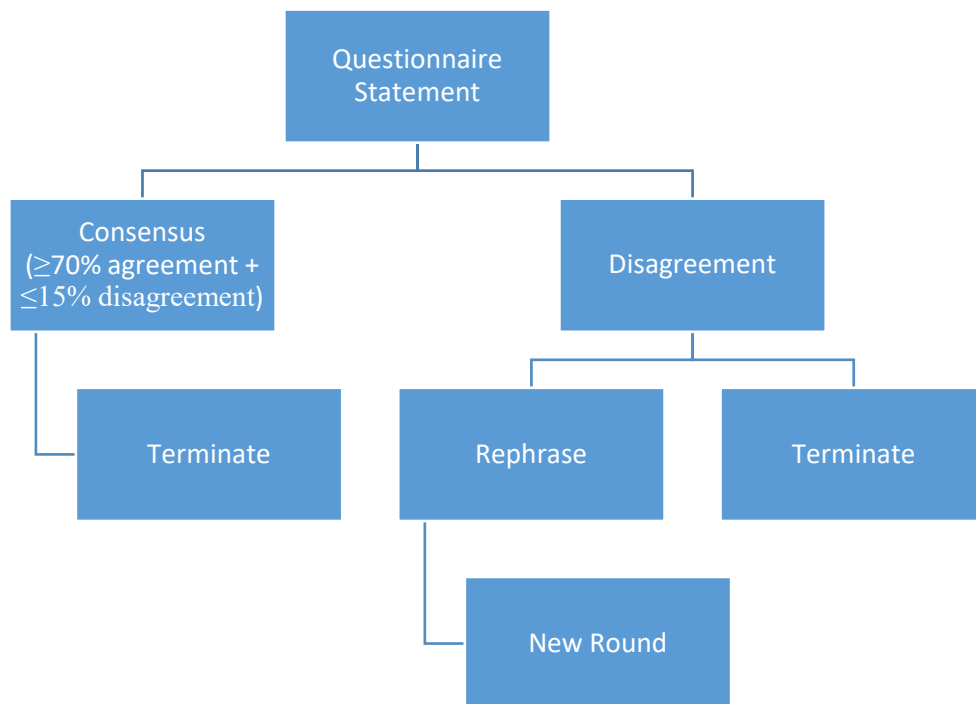 Questionnaire
Statement
Consensus
(≥70% agreement +
≤15% disagreement)
Disagreement
Terminate
Rephrase
Terminate
New Round